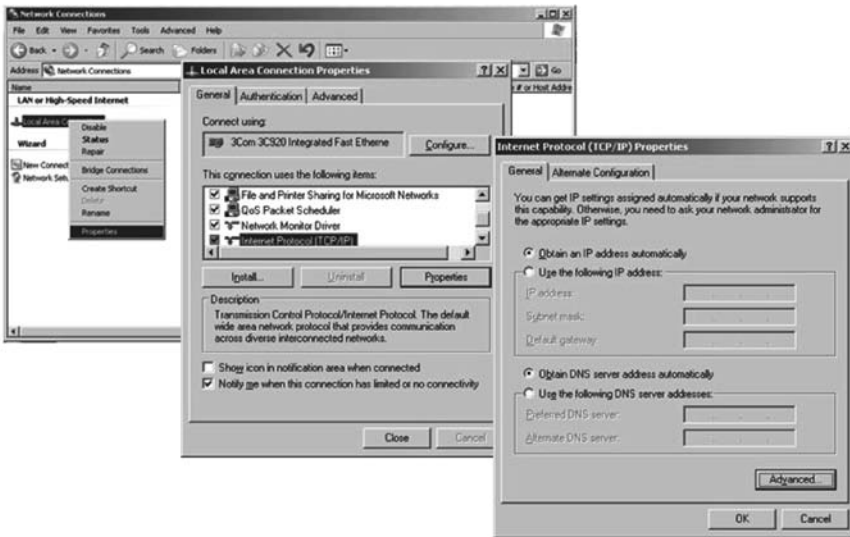 Network Connections
File Edit View Favorites Tools Advanced Help
Back Search Folders
Address Network Connections Go
Name # or Host Addre
LAN or High-Speed Internet
Local Area
Wizard
New Connect
Network Set
Disable
Status
Repair
Bridge Connections
Create Shortcut
Delete
Rename
Properties
Local Area Connection Properties
General Authentication Advanced
Connect using:
3Com 3C920 Integrated Fast Etherne Configure...
This connection uses the following items:
File and Printer Sharing for Microsoft Networks
QoS Packet Scheduler
Network Monitor Driver
Internet Protocol (TCP/IP)
Install... Uninstall Properties
Description
Transmission Control Protocol/Internet Protocol. The default
wide area network protocol that provides communication
across diverse interconnected networks.
Show icon in notification area when connected
Notify me when this connection has limited or no connectivity
Close Cancel
Internet Protocol (TCP/IP) Properties
General Alternate Configuration
You can get IP settings assigned automatically if your network supports
this capability. Otherwise, you need to ask your network administrator for
the appropriate IP settings.
Obtain an IP address automatically
Use the following IP address:
IP address:
Subnet mask:
Default gateway
Obtain DNS server address automatically
Use the following DNS server addresses:
Preferred DNS server:
Alternate DNS server:
Advanced...
OK Cancel